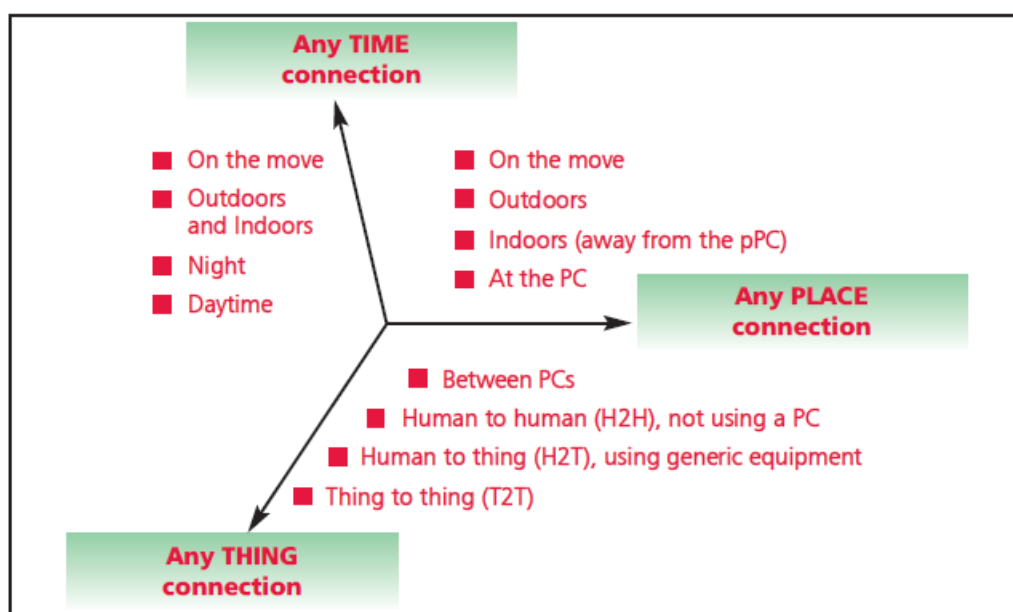 Any TIME
connection
On the move
Outdoors
and Indoors
Night
Daytime
On the move
Outdoors
Indoors (away from the pPC)
At the PC
Any PLACE
connection
Between PCs
Human to human (H2H), not using a PC
Human to thing (H2T), using generic equipment
Thing to thing (T2T)
Any THING
connection